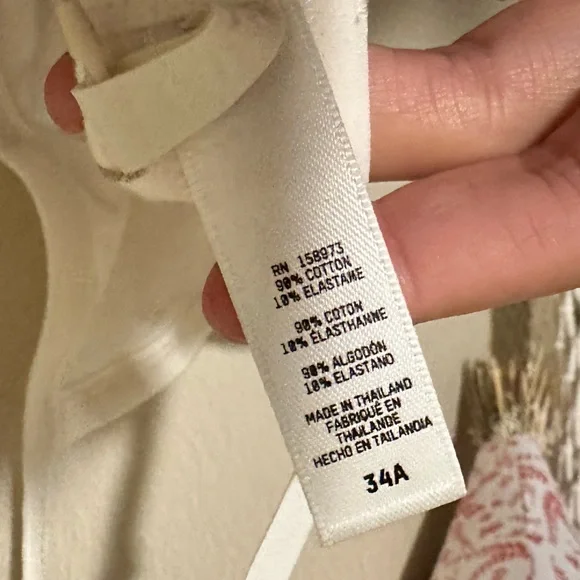 RN 158973
90% COTTON
10% ELASTANE
90% COTON
10% ÉLASTHANNE
90% ALGODÓN
10% ELASTANO
MADE IN THAILAND
FABRIQUÉ EN
THAILANDE
HECHO EN TAILANDIA
34A